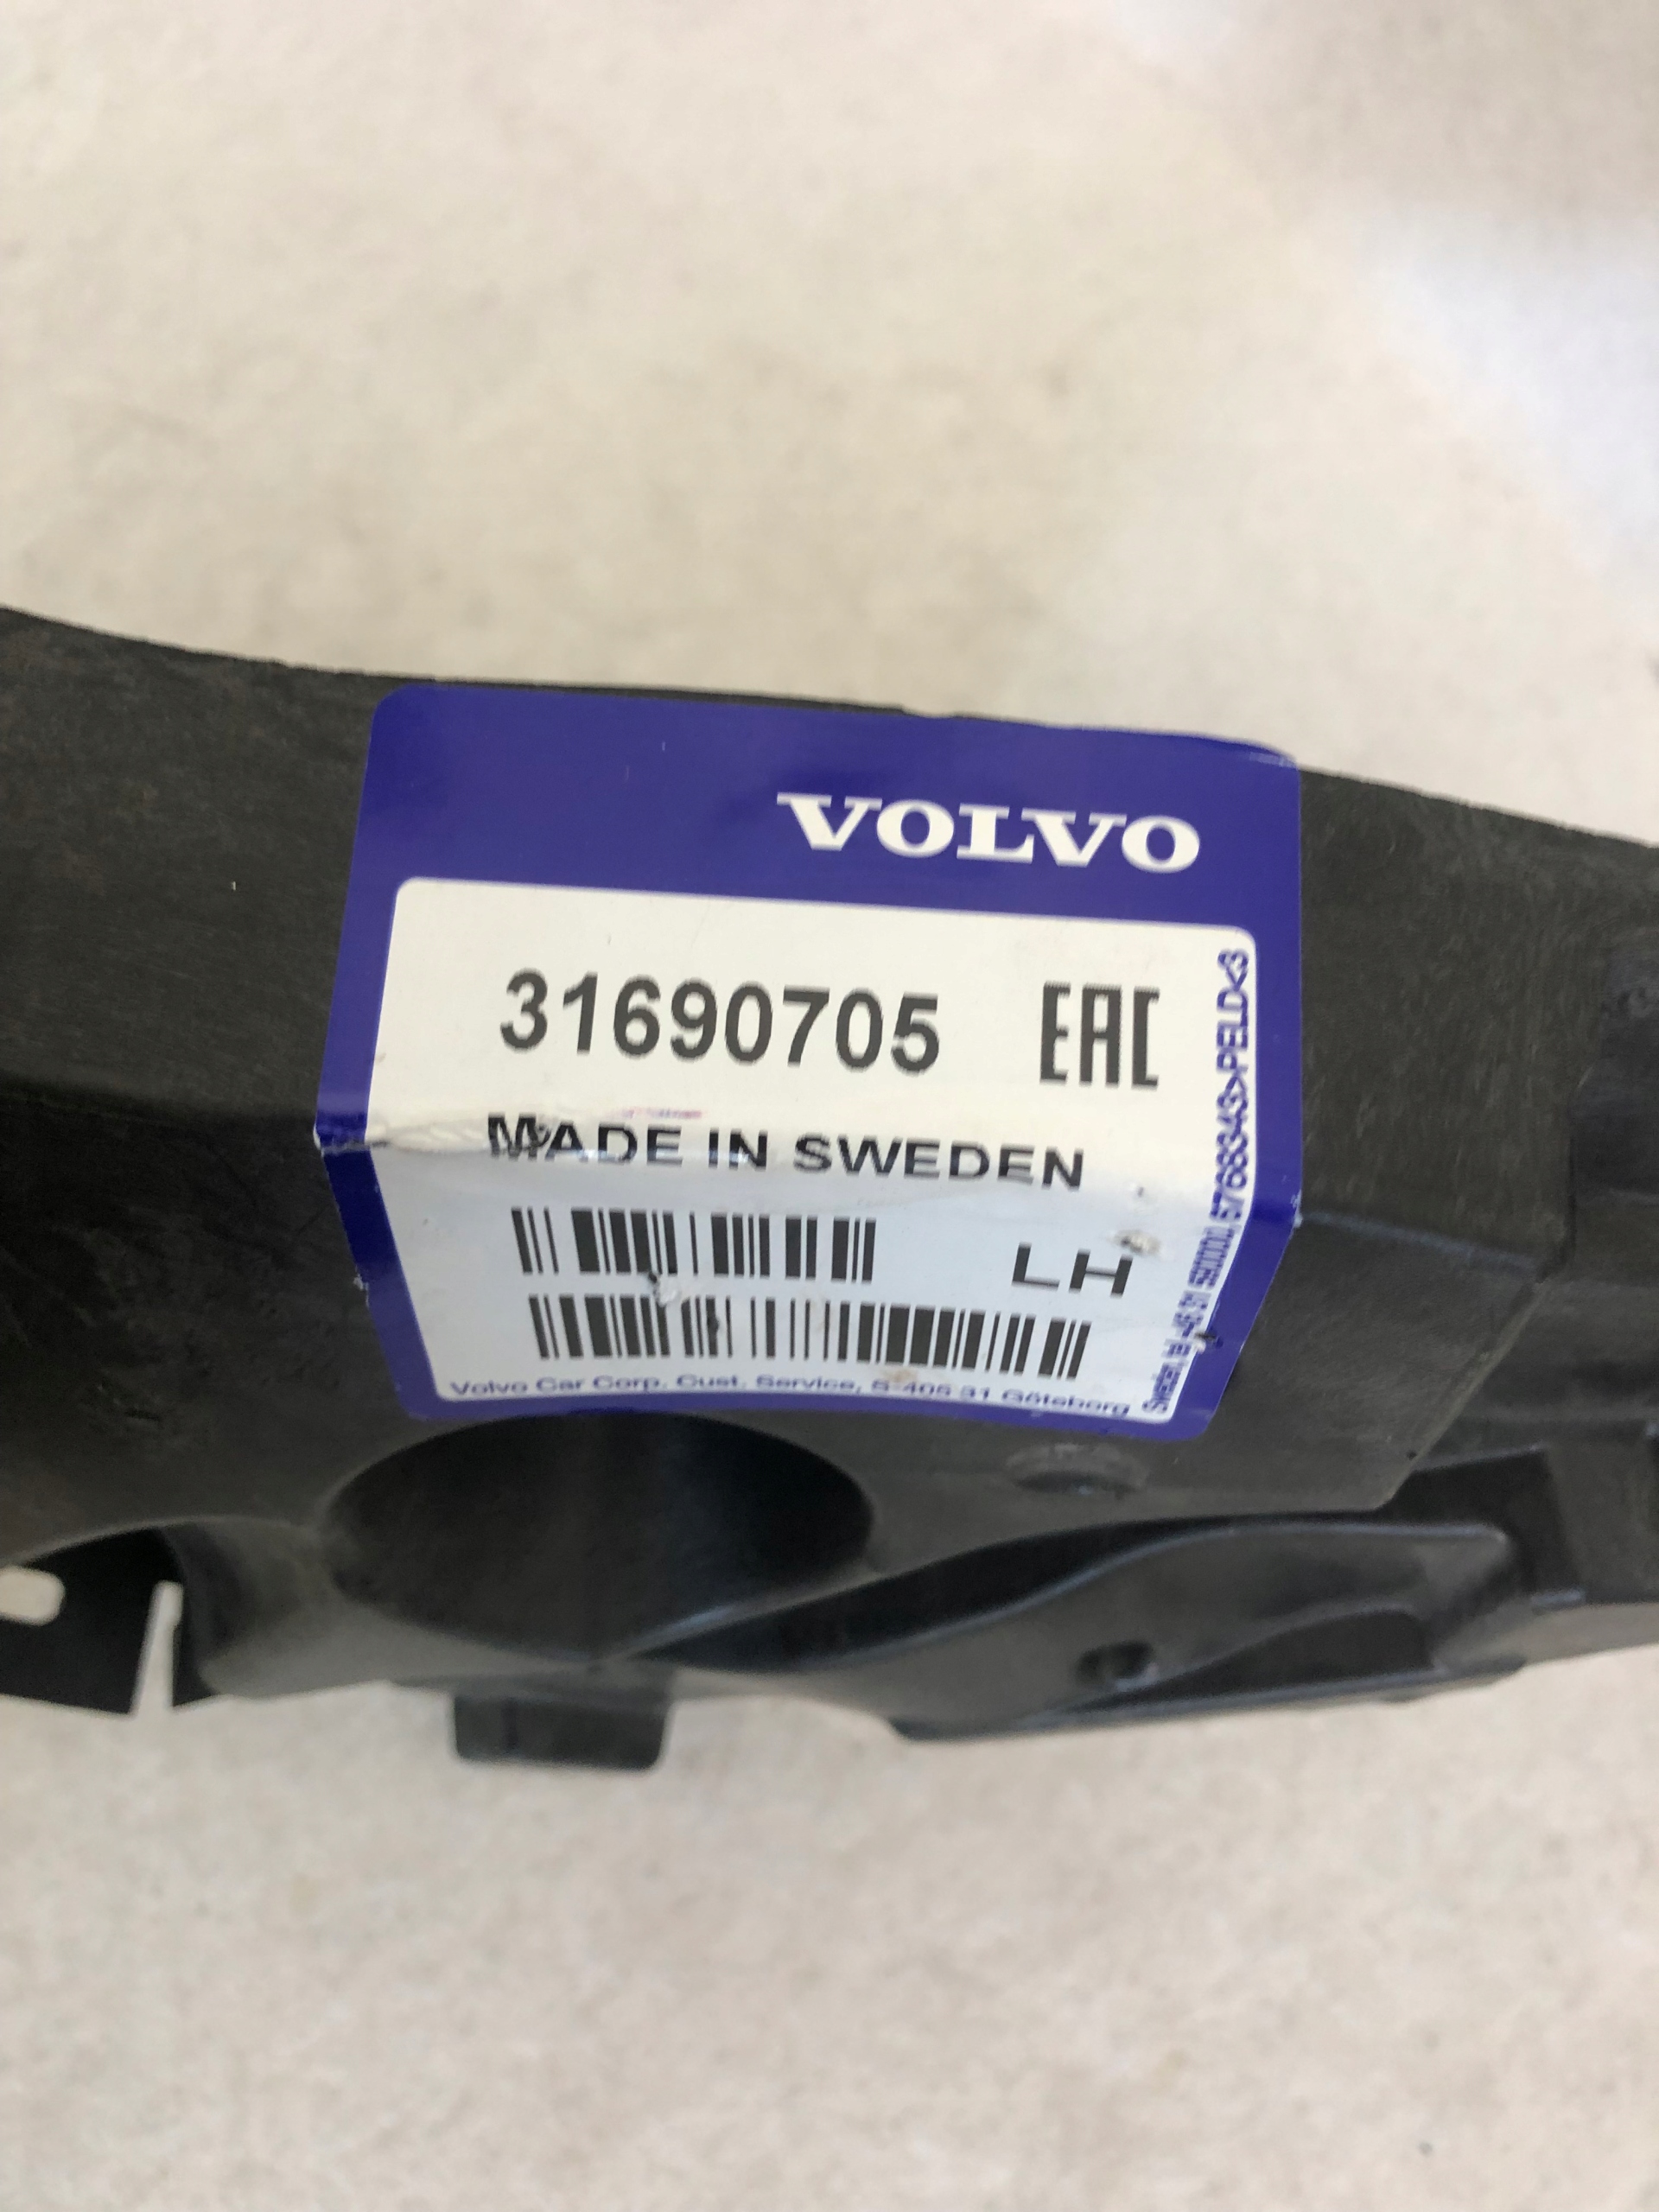 VOLVO
31690705 EAC
MADE IN SWEDEN
LH
Volvo Car Corp. Cust. Service, S-405 31 Göteborg